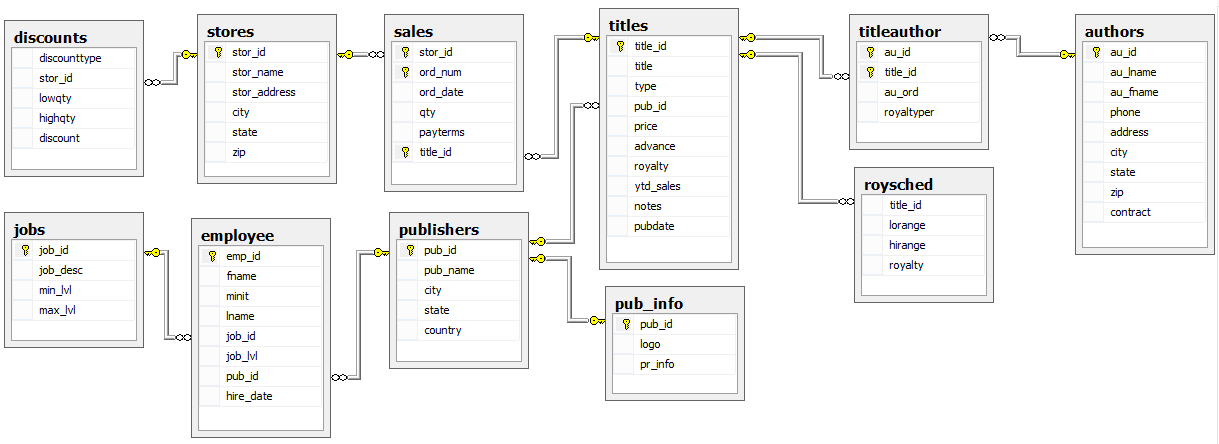 discounts
discounttype
stor_id
lowqty
highqty
discount
stores
stor_id
stor_name
stor_address
city
state
zip
sales
stor_id
ord_num
ord_date
qty
payterms
title_id
titles
title_id
title
type
pub_id
price
advance
royalty
ytd_sales
notes
pubdate
titleauthor
au_id
title_id
au_ord
royaltyper
authors
au_id
au_lname
au_fname
phone
address
city
state
zip
contract
jobs
job_id
job_desc
min_lvl
max_lvl
employee
emp_id
fname
minit
lname
job_id
job_lvl
pub_id
hire_date
publishers
pub_id
pub_name
city
state
country
pub_info
pub_id
logo
pr_info
roysched
title_id
lorange
hirange
royalty